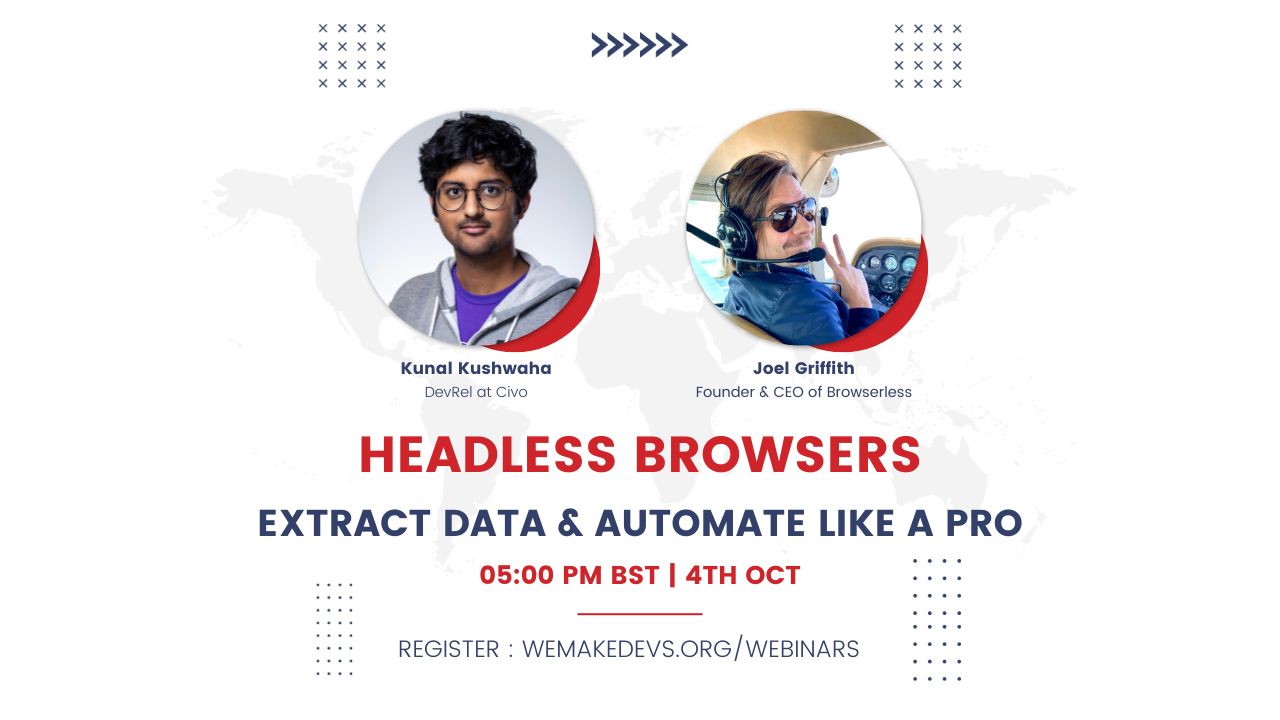 Kunal Kushwaha
DevRel at Civo
Joel Griffith
Founder & CEO of Browserless
HEADLESS BROWSERS
EXTRACT DATA & AUTOMATE LIKE A PRO
05:00 PM BST | 4TH OCT
REGISTER : WEMAKEDEVS.ORG/WEBINARS